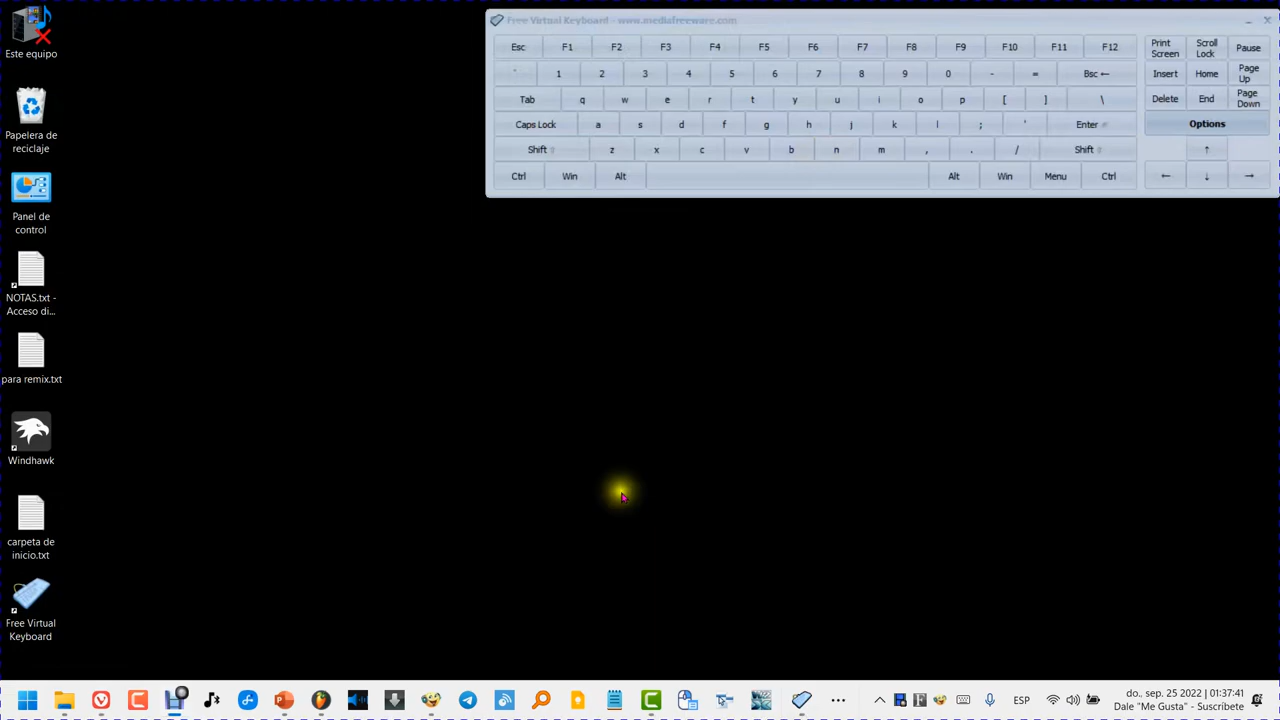 Este equipo
Papelera de
reciclaje
Panel de
control
NOTAS.txt -
Acceso di...
para remix.txt
Windhawk
carpeta de
inicio.txt
Free Virtual
Keyboard
Free Virtual Keyboard - www.mediafreeware.com
Esc F1 F2 F3 F4 F5 F6 F7 F8 F9 F10 F11 F12 Print Screen Scroll Lock Pause
` 1 2 3 4 5 6 7 8 9 0 - = Bsc ← Insert Home Page Up
Tab q w e r t y u i o p [ ] \ Delete End Page Down
Caps Lock a s d f g h j k l ; ' Enter Options
Shift ⇧ z x c v b n m , . / Shift ⇧ ↑
Ctrl Win Alt Alt Win Menu Ctrl ← ↓ →
ESP
do., sep. 25 2022 | 01:37:41
Dale "Me Gusta" - Suscríbete